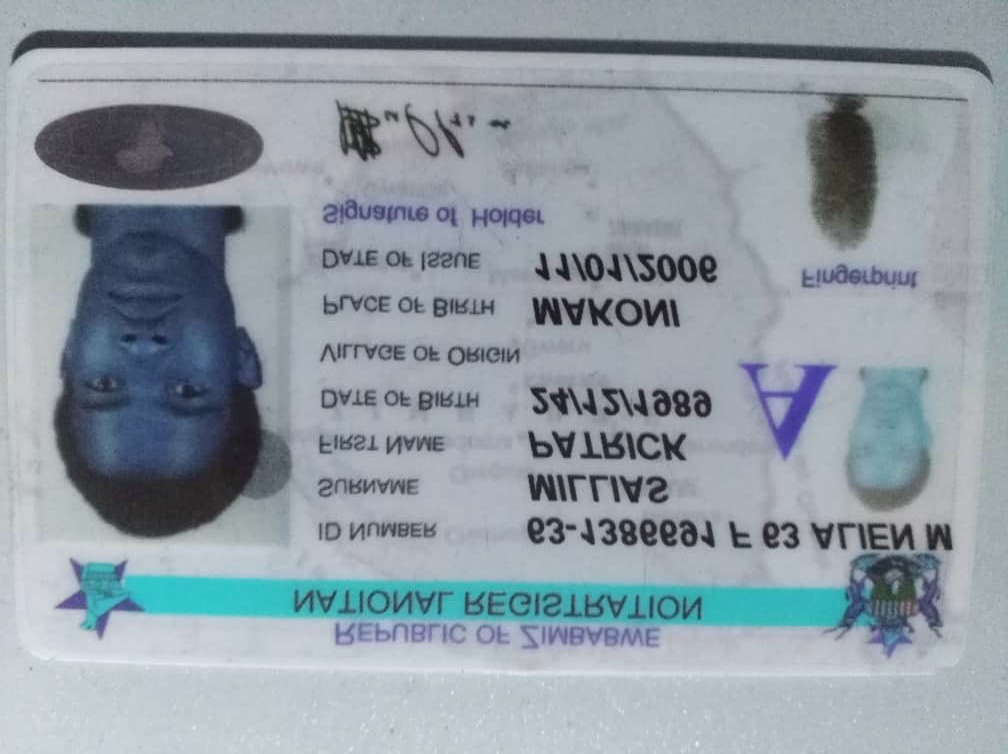 REPUBLIC OF ZIMBABWE
NATIONAL REGISTRATION
ID NUMBER 63-1386691 F 63 ALIEN M
SURNAME MILLIAS
FIRST NAME PATRICK
DATE OF BIRTH 24/12/1989
VILLAGE OF ORIGIN
PLACE OF BIRTH MAKONI
DATE OF ISSUE 11/01/2006
Signature of Holder
A
Fingerprint